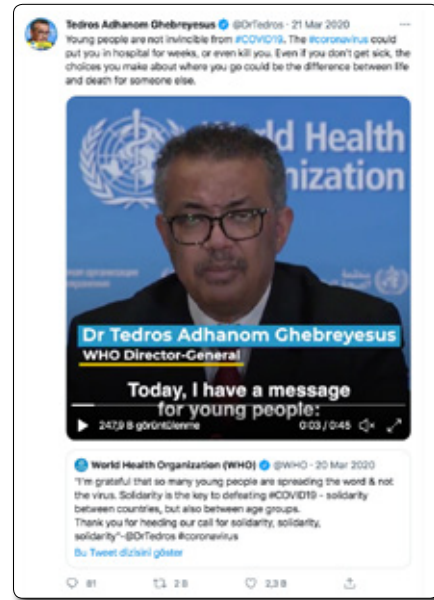 Tedros Adhanom Ghebreyesus @DrTedros · 21 Mar 2020
Young people are not invincible from #COVID19. The #coronavirus could
put you in hospital for weeks, or even kill you. Even if you don't get sick, the
choices you make about where you go could be the difference between life
and death for someone else.
World Health
Organization
Dr Tedros Adhanom Ghebreyesus
WHO Director-General
Today, I have a message
for young people:
247,9 B görüntülenme 0:03 / 0:45
World Health Organization (WHO) @WHO · 20 Mar 2020
"I'm grateful that so many young people are spreading the word & not
the virus. Solidarity is the key to defeating #COVID19 - solidarity
between countries, but also between age groups.
Thank you for heeding our call for solidarity, solidarity,
solidarity"-@DrTedros #coronavirus
Bu Tweet dizisini göster
81 2 B 2,3 B